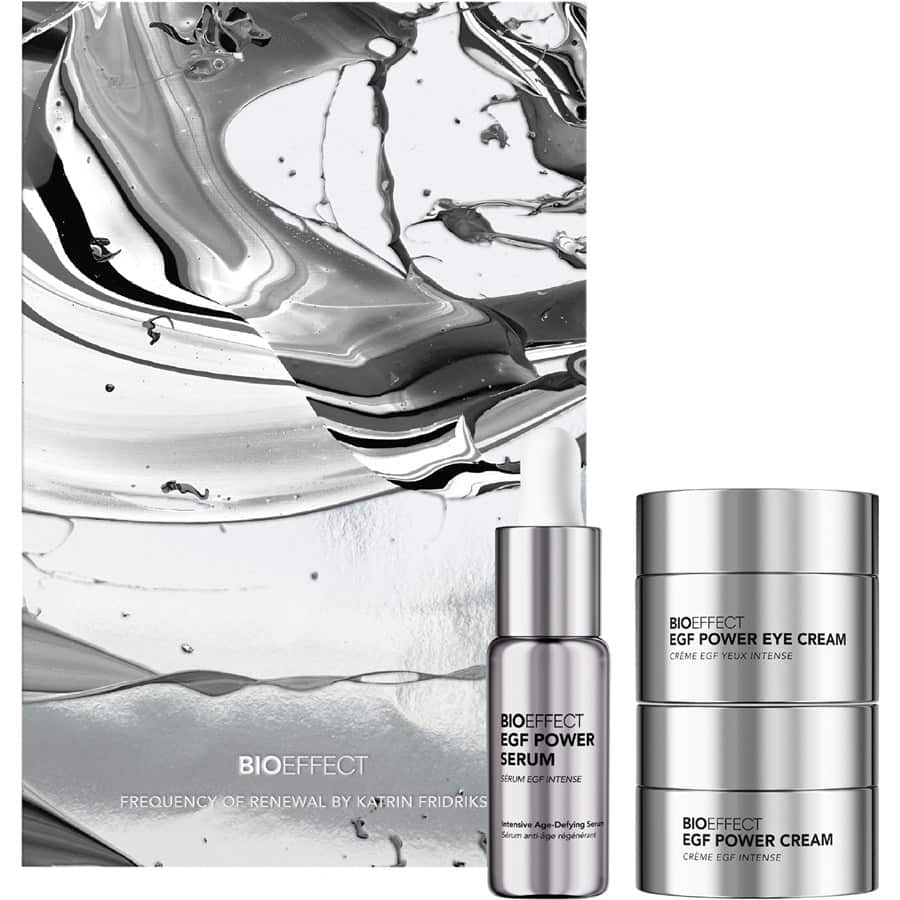 BIOEFFECT
FREQUENCY OF RENEWAL BY KATRIN FRIDRIKS
BIOEFFECT
EGF POWER
SERUM
SÉRUM EGF INTENSE
Intensive Age-Defying Serum
Sérum anti-âge régénérant
BIOEFFECT
EGF POWER EYE CREAM
CRÈME EGF YEUX INTENSE
BIOEFFECT
EGF POWER CREAM
CRÈME EGF INTENSE